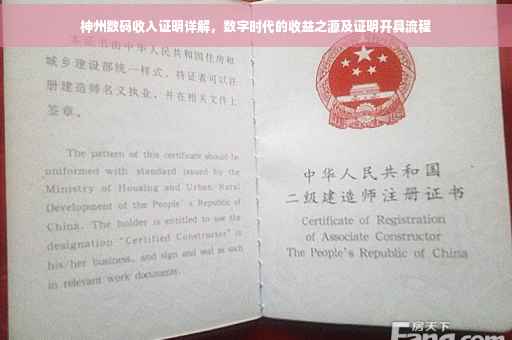 神州数码收入证明详解，数字时代的收益之源及证明开具流程
本证书由中华人民共和国住房和
城乡建设部统一样式，持证表可以在
册建造师名义执业，并在相关文件上
签章。
The pattern of this certificate should be
uniformed with standard issued by the
Ministry of Housing and Urban Rural
Development of the People's Republic of
China. The holder is entitled to use the
designation "Certified Constructor" in
his/her business, and sign and seal as such
in relevant work documents.
中华人民共和国
二级建造师注册证书
Certificate of Registration
of Associate Constructor
The People's Republic of China
房天下
Fang.com